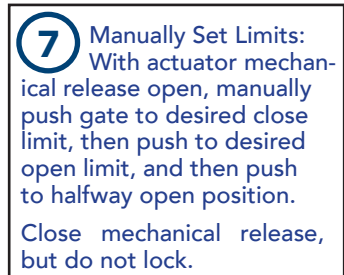 7 Manually Set Limits:
With actuator mechan-
ical release open, manually
push gate to desired close
limit, then push to desired
open limit, and then push
to halfway open position.
Close mechanical release,
but do not lock.